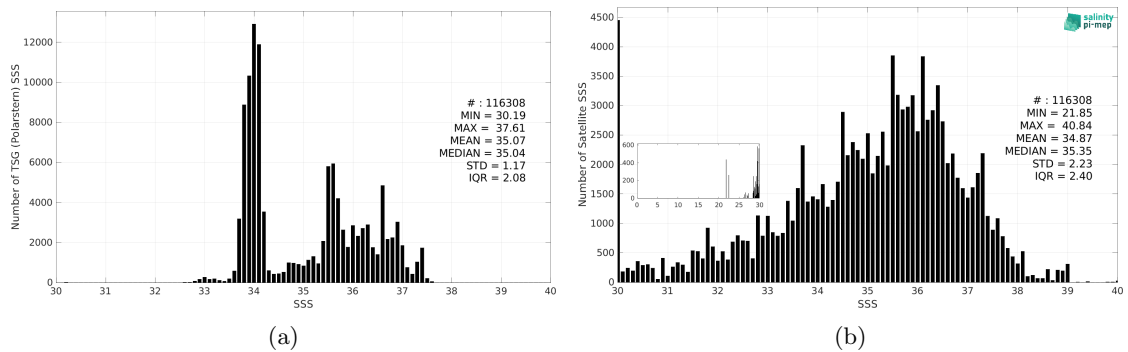 Number of TSG (Polarstern) SSS
12000
10000
8000
6000
4000
2000
0
# : 116308
MIN = 30.19
MAX = 37.61
MEAN = 35.07
MEDIAN = 35.04
STD = 1.17
IQR = 2.08
30 31 32 33 34 35 36 37 38 39 40
SSS
(a)
Number of Satellite SSS
4500
4000
3500
3000
2500
2000
1500
1000
500
0
salinity
pi-mep
# : 116308
MIN = 21.85
MAX = 40.84
MEAN = 34.87
MEDIAN = 35.35
STD = 2.23
IQR = 2.40
600
400
200
0
0 5 10 15 20 25 30
30 31 32 33 34 35 36 37 38 39 40
SSS
(b)